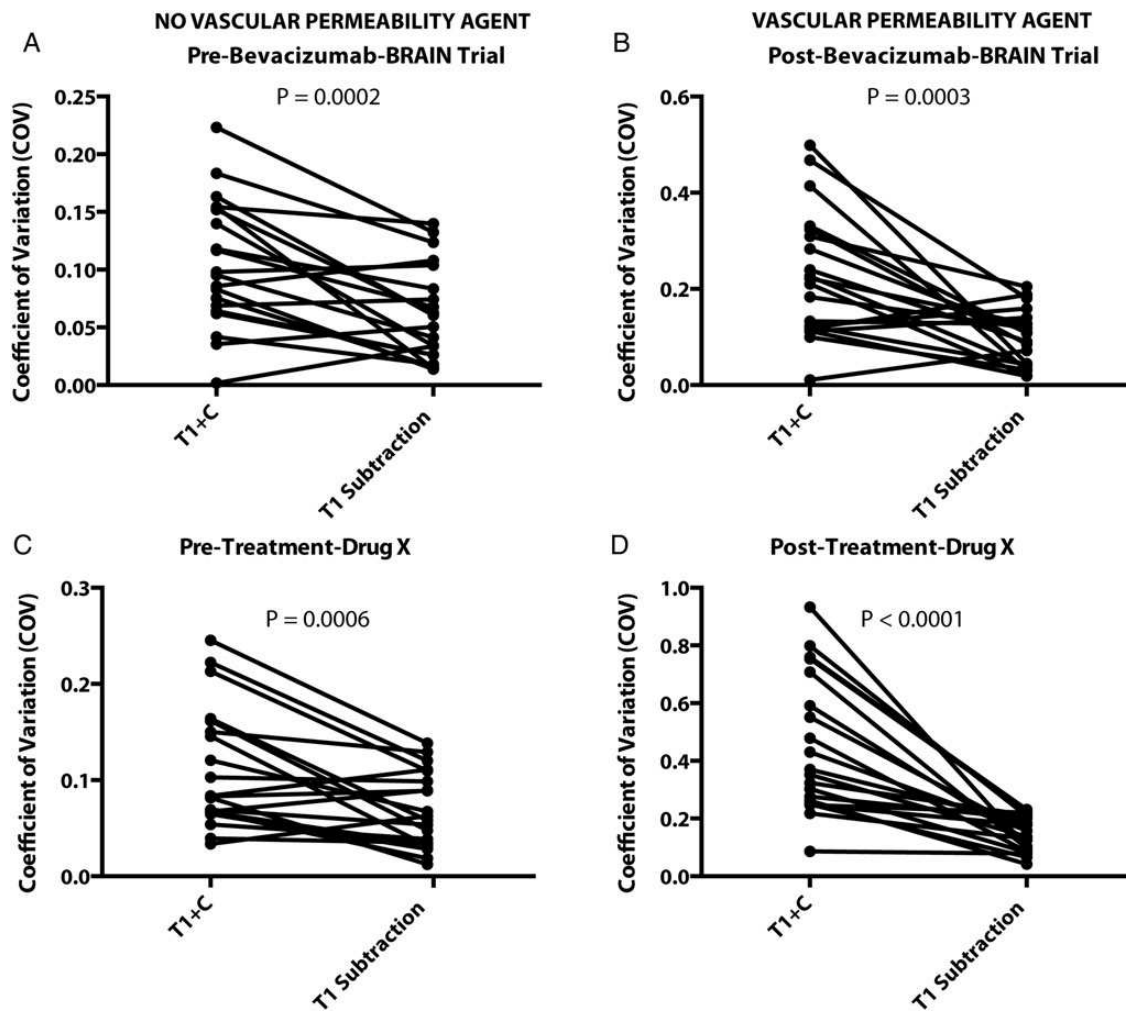 NO VASCULAR PERMEABILITY AGENT
A
Pre-Bevacizumab-BRAIN Trial
P = 0.0002
Coefficient of Variation (COV)
0.25
0.20
0.15
0.10
0.05
0.00
T1+C
T1 Subtraction
VASCULAR PERMEABILITY AGENT
B
Post-Bevacizumab-BRAIN Trial
P = 0.0003
Coefficient of Variation (COV)
0.6
0.4
0.2
0.0
T1+C
T1 Subtraction
C
Pre-Treatment-Drug X
P = 0.0006
Coefficient of Variation (COV)
0.3
0.2
0.1
0.0
T1+C
T1 Subtraction
D
Post-Treatment-Drug X
P < 0.0001
Coefficient of Variation (COV)
1.0
0.8
0.6
0.4
0.2
0.0
T1+C
T1 Subtraction